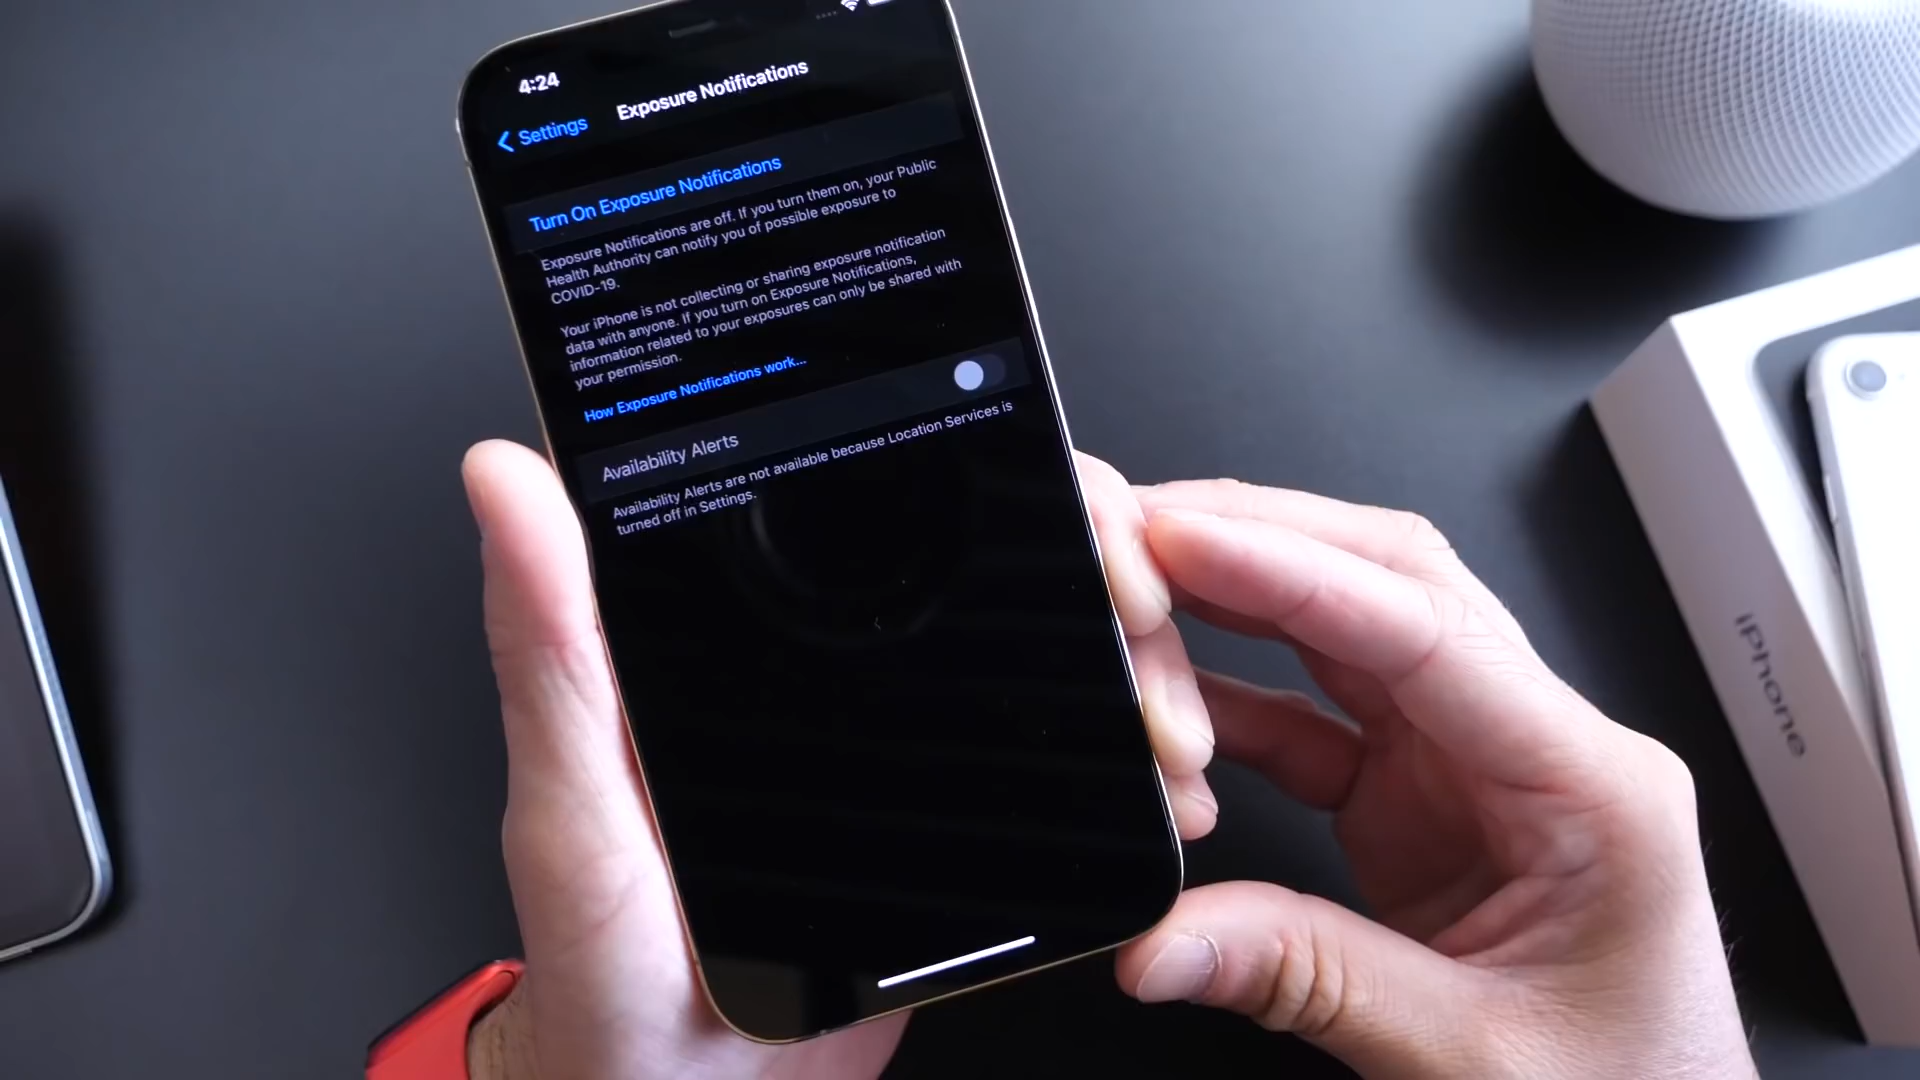 4:24
Settings
Exposure Notifications
Turn On Exposure Notifications
Exposure Notifications are off. If you turn them on, your Public
Health Authority can notify you of possible exposure to
COVID-19.
Your iPhone is not collecting or sharing exposure notification
data with anyone. If you turn on Exposure Notifications,
information related to your exposures can only be shared with
your permission.
How Exposure Notifications work...
Availability Alerts
Availability Alerts are not available because Location Services is
turned off in Settings.
iPhone